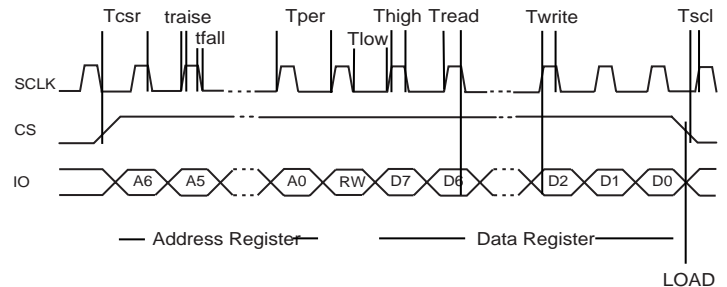 Tcsr traise Tper Thigh Tread Twrite Tscl
tfall Tlow
SCLK
CS
IO A6 A5 A0 RW D7 D6 D2 D1 D0
Address Register Data Register
LOAD